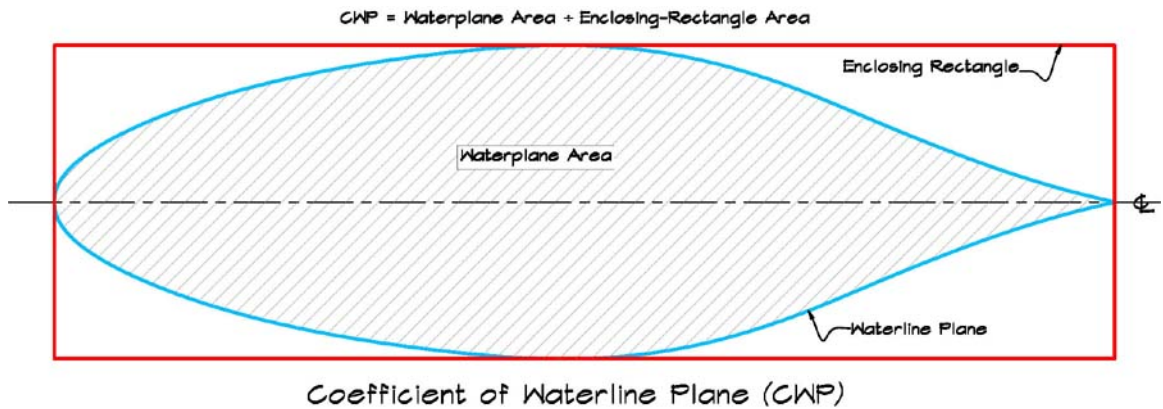 CWP = Waterplane Area ÷ Enclosing-Rectangle Area
Enclosing Rectangle
Waterplane Area
℄
Waterline Plane
Coefficient of Waterline Plane (CWP)